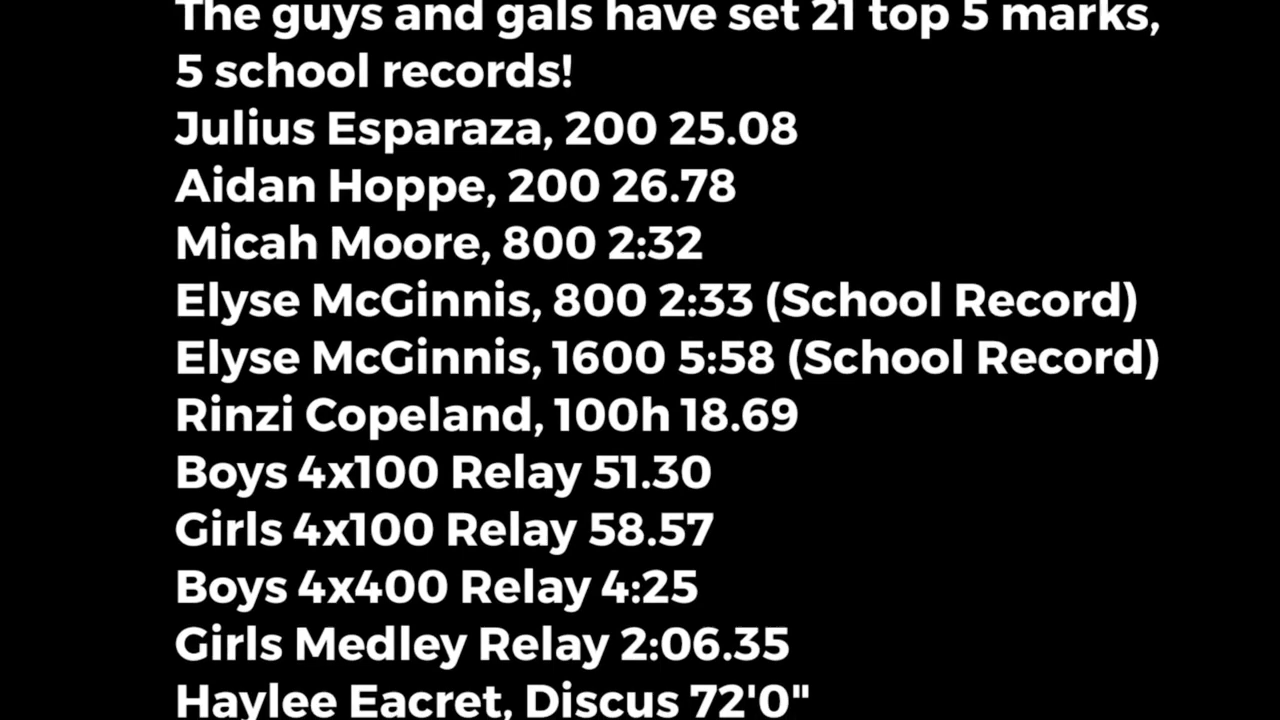 The guys and gals have set 21 top 5 marks,
5 school records!
Julius Esparaza, 200 25.08
Aidan Hoppe, 200 26.78
Micah Moore, 800 2:32
Elyse McGinnis, 800 2:33 (School Record)
Elyse McGinnis, 1600 5:58 (School Record)
Rinzi Copeland, 100h 18.69
Boys 4x100 Relay 51.30
Girls 4x100 Relay 58.57
Boys 4x400 Relay 4:25
Girls Medley Relay 2:06.35
Haylee Eacret, Discus 72'0"